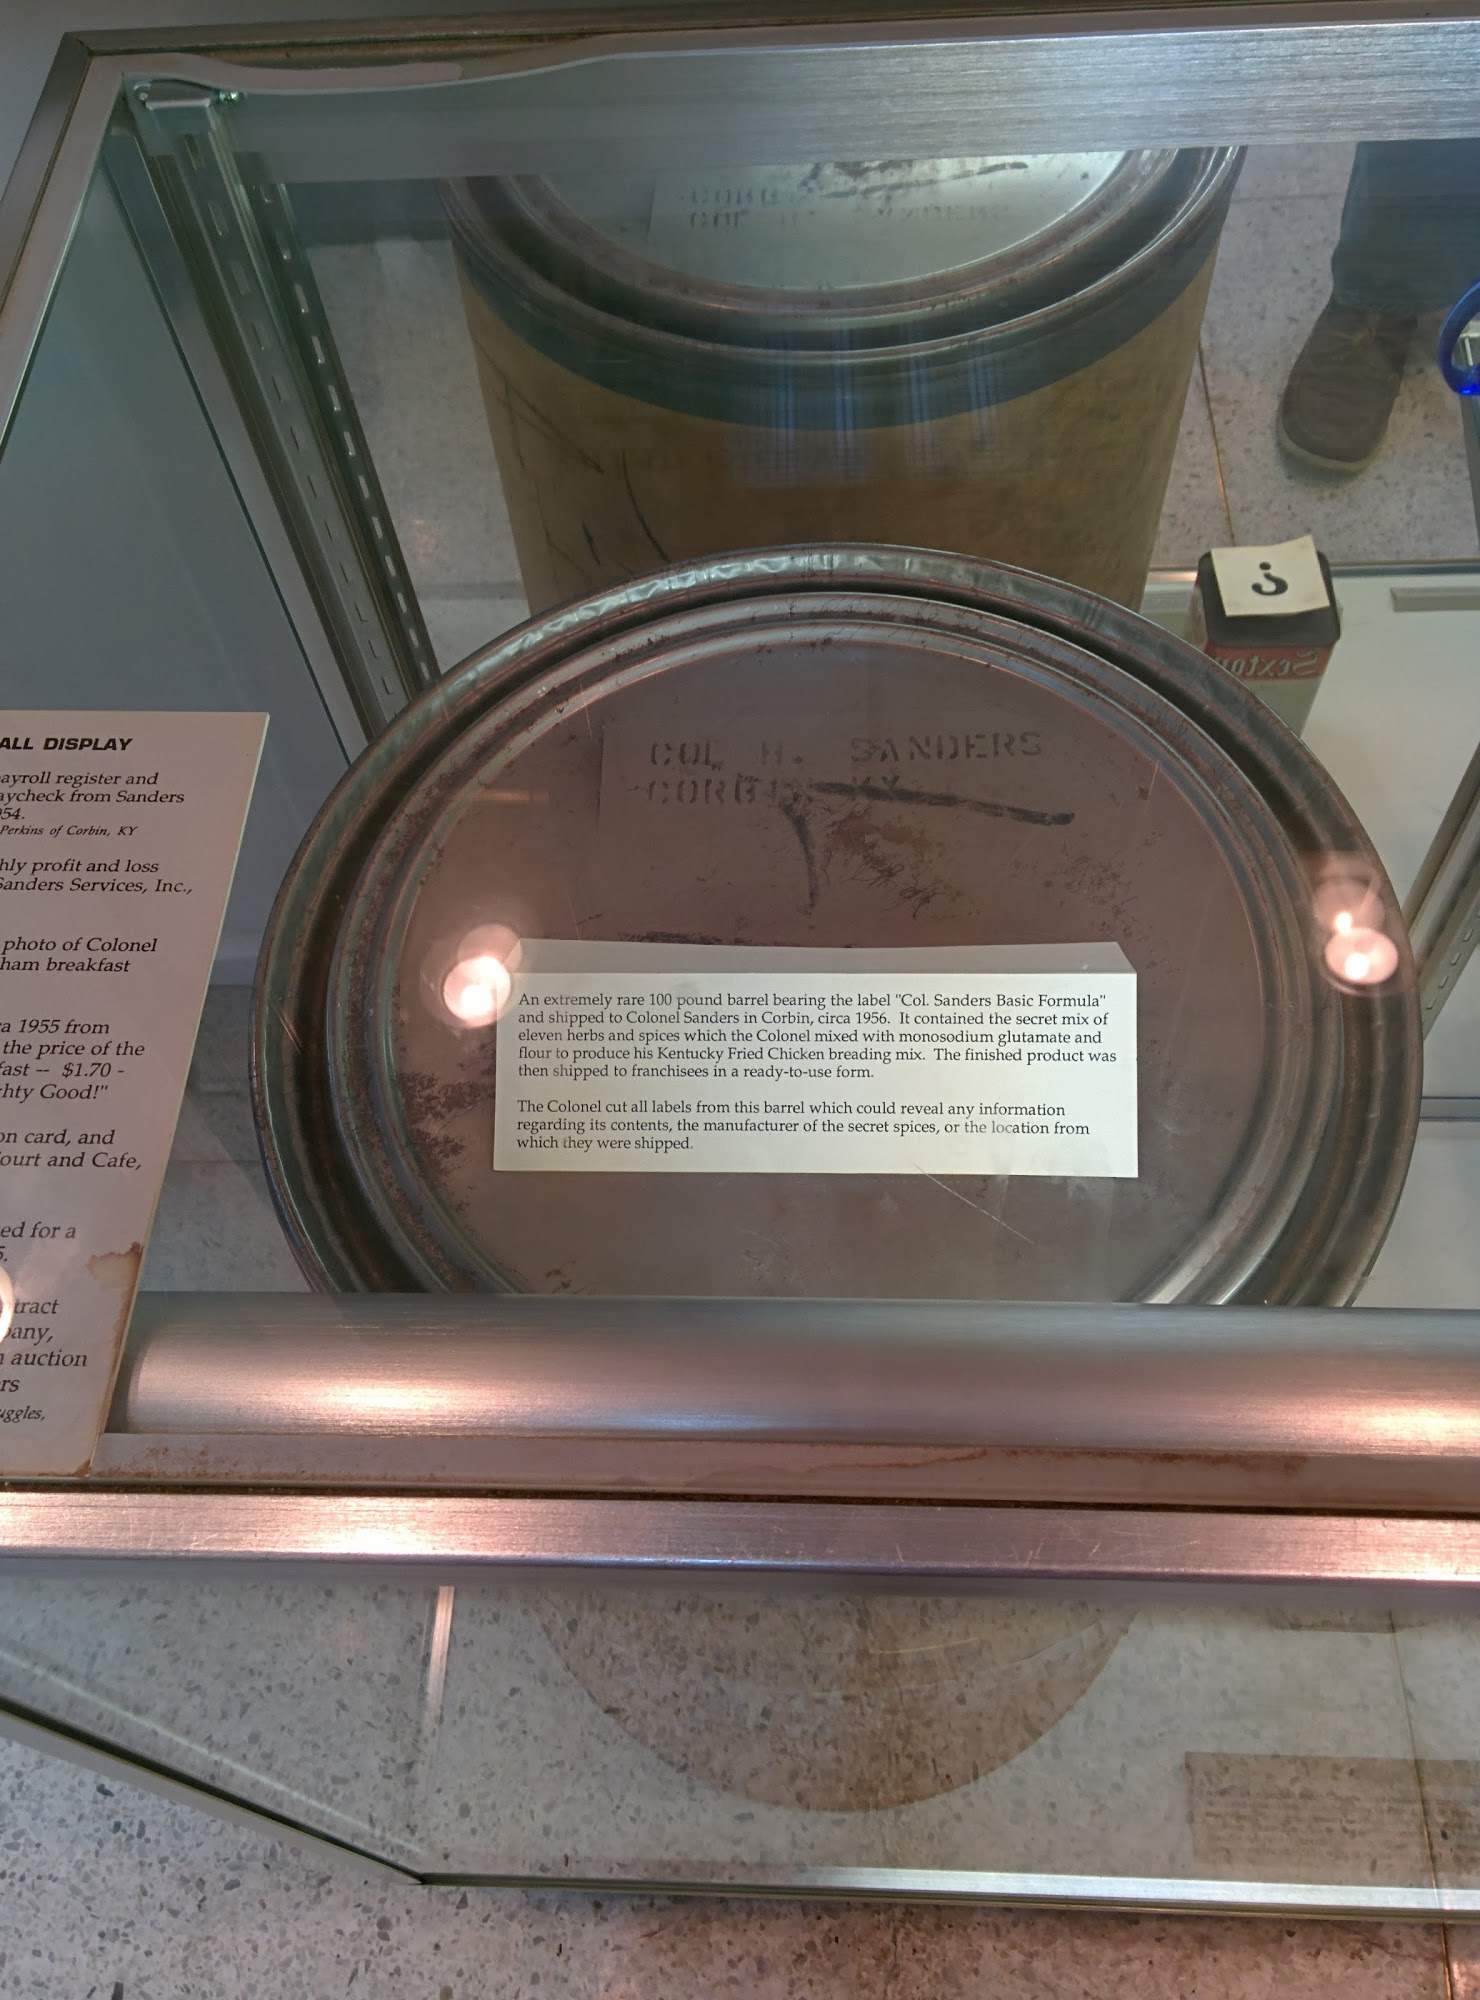 ALL DISPLAY
ayroll register and
aycheck from Sanders
54.
Perkins of Corbin, KY
hly profit and loss
Sanders Services, Inc.,
photo of Colonel
ham breakfast
a 1955 from
the price of the
fast -- $1.70 -
hty Good!"
on card, and
ourt and Cafe,
ed for a
5.
tract
pany,
auction
rs
uggles,
COL H. SANDERS
CORBIN KY
An extremely rare 100 pound barrel bearing the label "Col. Sanders Basic Formula"
and shipped to Colonel Sanders in Corbin, circa 1956. It contained the secret mix of
eleven herbs and spices which the Colonel mixed with monosodium glutamate and
flour to produce his Kentucky Fried Chicken breading mix. The finished product was
then shipped to franchisees in a ready-to-use form.
The Colonel cut all labels from this barrel which could reveal any information
regarding its contents, the manufacturer of the secret spices, or the location from
which they were shipped.
?
Sexton